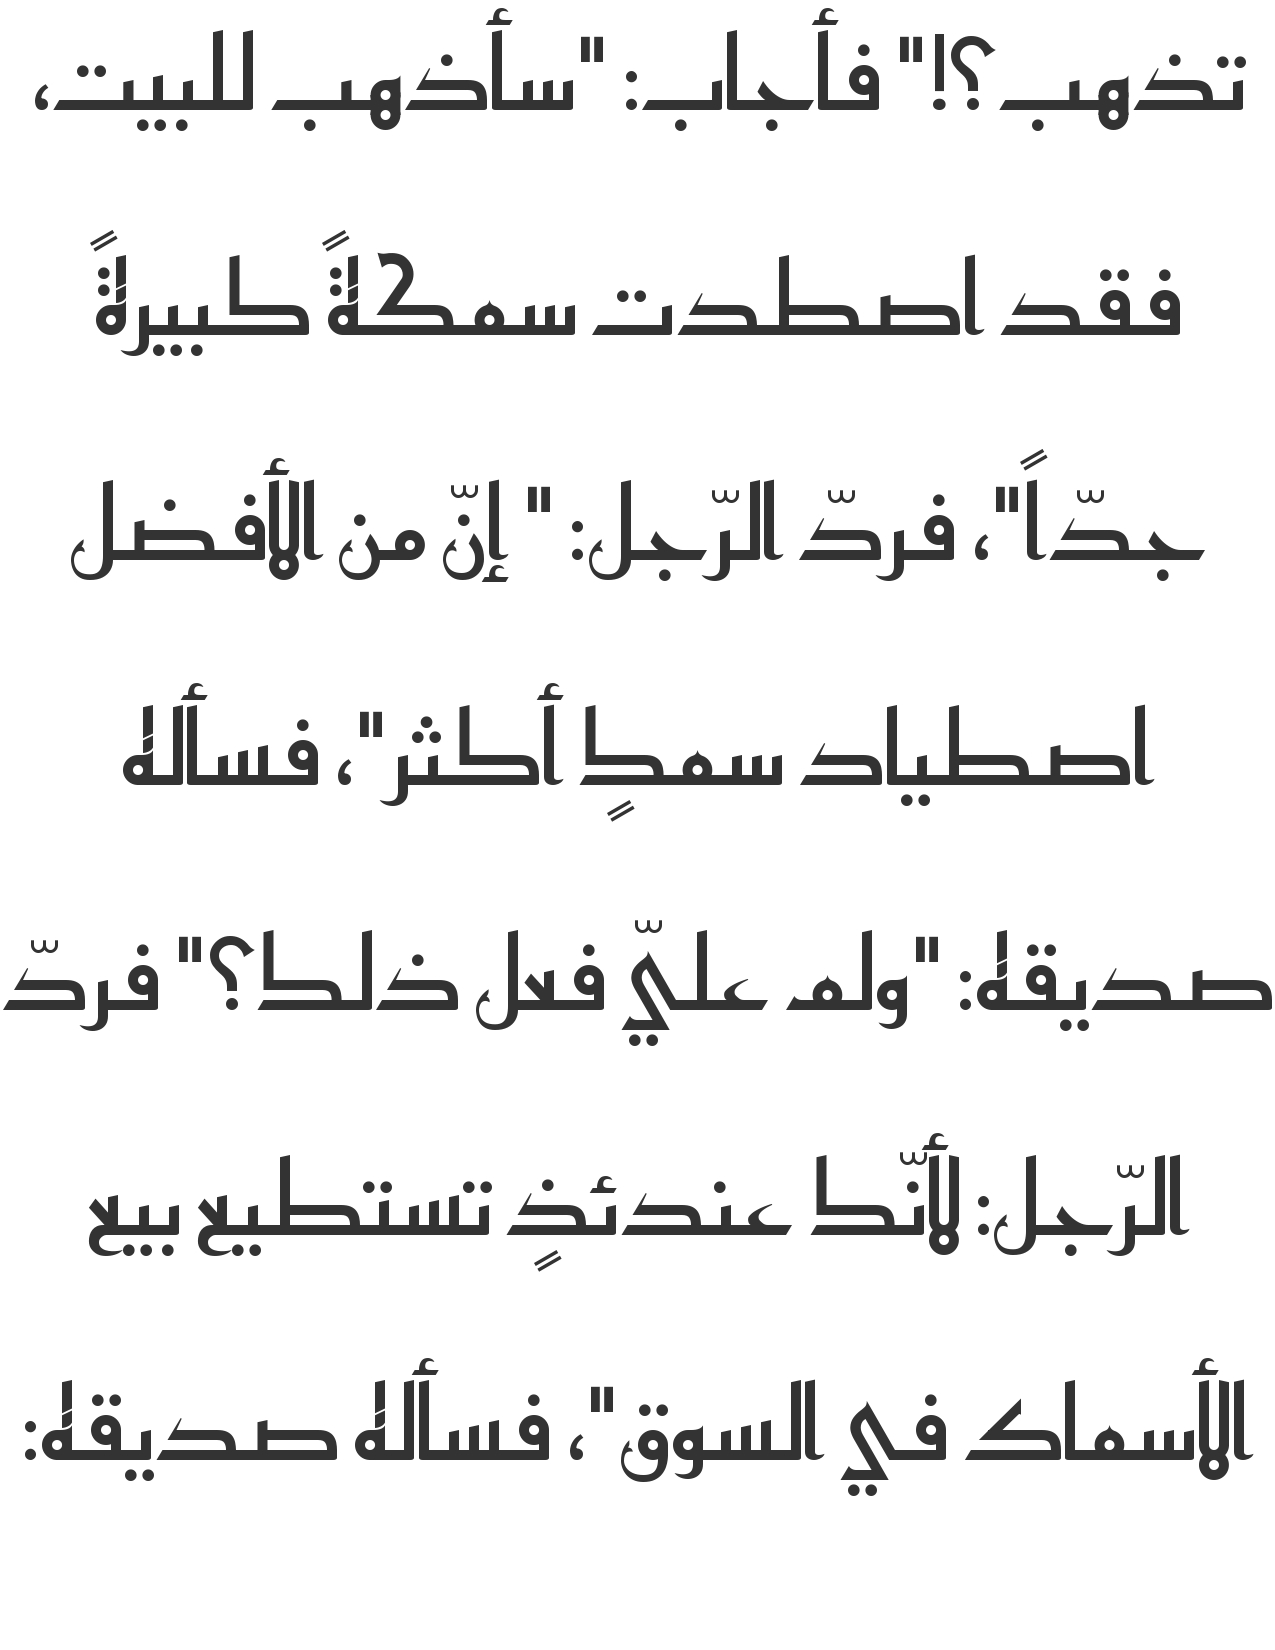 تذهب؟!" فأجاب: "سأذهب للبيت،
فقد اصطدت سمكةً كبيرةً
جدّاً"، فردّ الرّجل: " إنّ من الأفضل
اصطياد سمكٍ أكثر"، فسأله
صديقه: "ولم عليّ فعل ذلك؟" فردّ
الرّجل: لأنّك عندئذٍ تستطيع بيع
الأسماك في السوق"، فسأله صديقه: